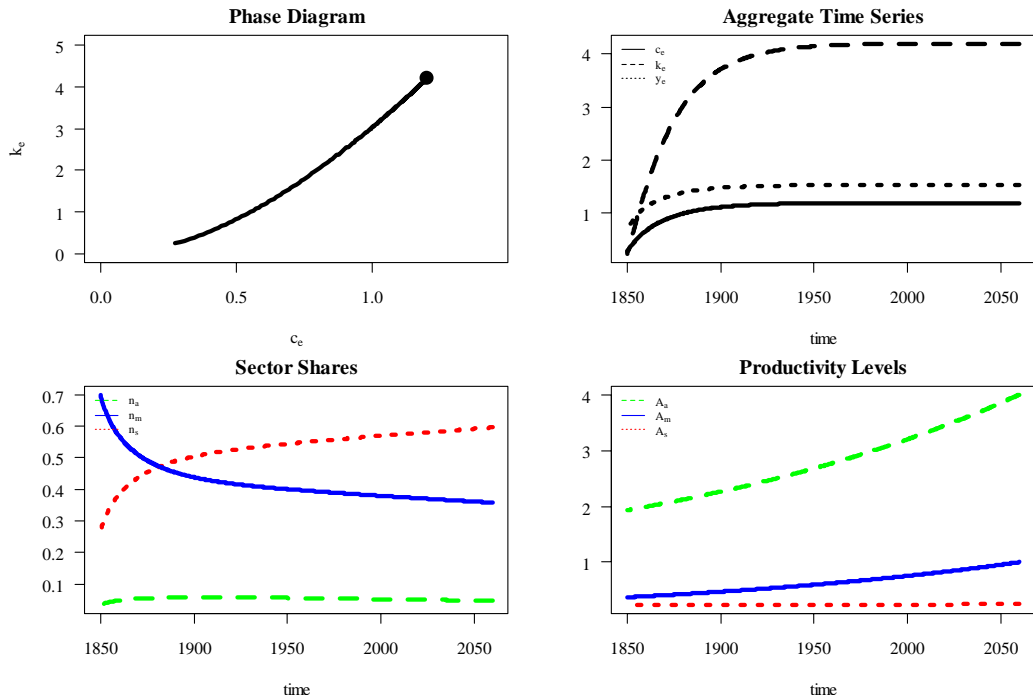 Phase Diagram
5
4
3
2
1
0
k_e
0.0 0.5 1.0
c_e
Aggregate Time Series
c_e
k_e
y_e
4
3
2
1
1850 1900 1950 2000 2050
time
Sector Shares
n_a
n_m
n_s
0.7
0.6
0.5
0.4
0.3
0.2
0.1
1850 1900 1950 2000 2050
time
Productivity Levels
A_a
A_m
A_s
4
3
2
1
1850 1900 1950 2000 2050
time